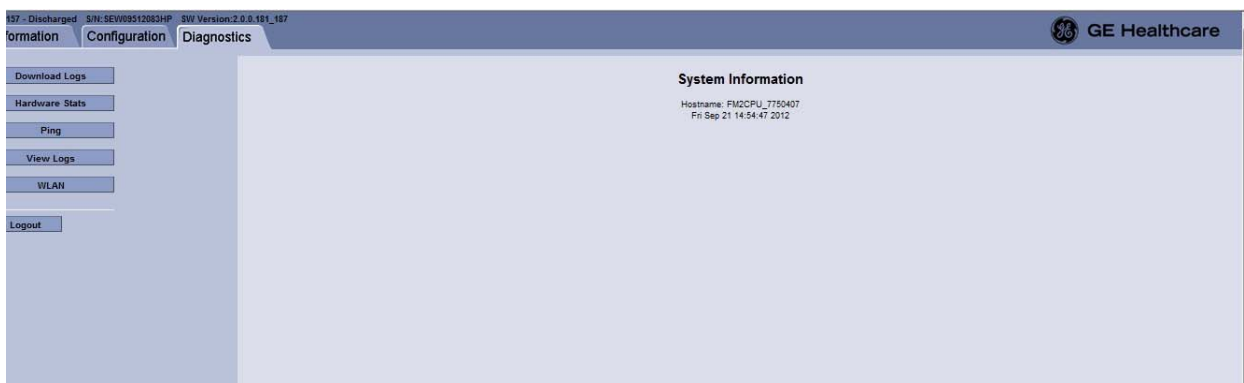 157 - Discharged S/N: SEW09512083HP SW Version:2.0.0.181_187
formation Configuration Diagnostics
GE Healthcare
Download Logs
Hardware Stats
Ping
View Logs
WLAN
Logout
System Information
Hostname: FM2CPU_7750407
Fri Sep 21 14:54:47 2012